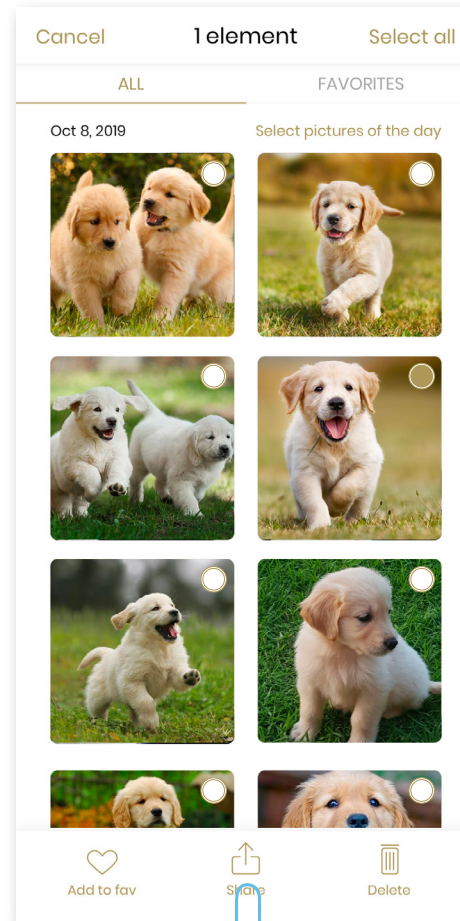 Cancel 1 element Select all
ALL FAVORITES
Oct 8, 2019 Select pictures of the day
Add to fav Share Delete